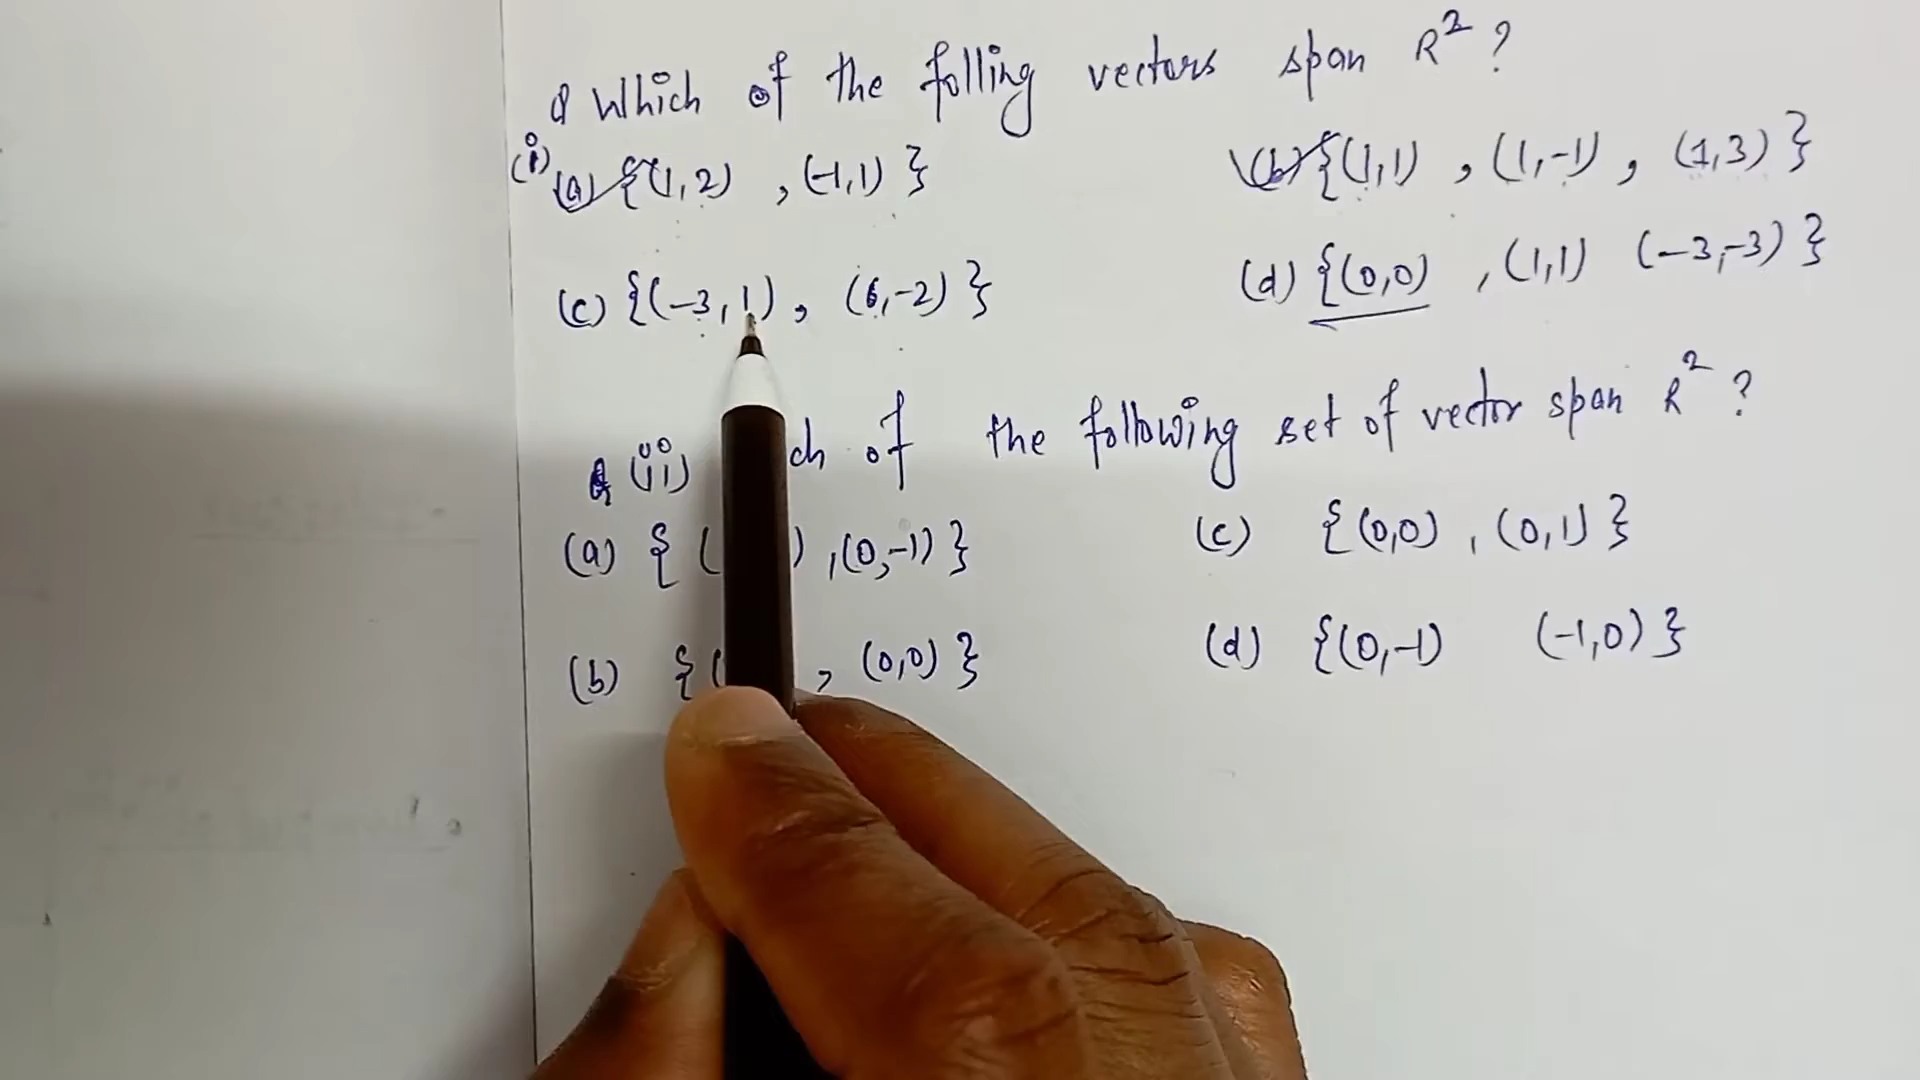 Q Which of the folling vectors span R² ?
(i) (a) {(1,2) , (-1,1) } (b) {(1,1) , (1,-1) , (1,3) }
(c) {(-3,1) , (6,-2) } (d) {(0,0) , (1,1) (-3,-3) }
(ii) ch of the following set of vector span R² ?
(a) { ( ) , (0,-1) } (c) {(0,0) , (0,1) }
(b) {( , (0,0) } (d) {(0,-1) (-1,0) }